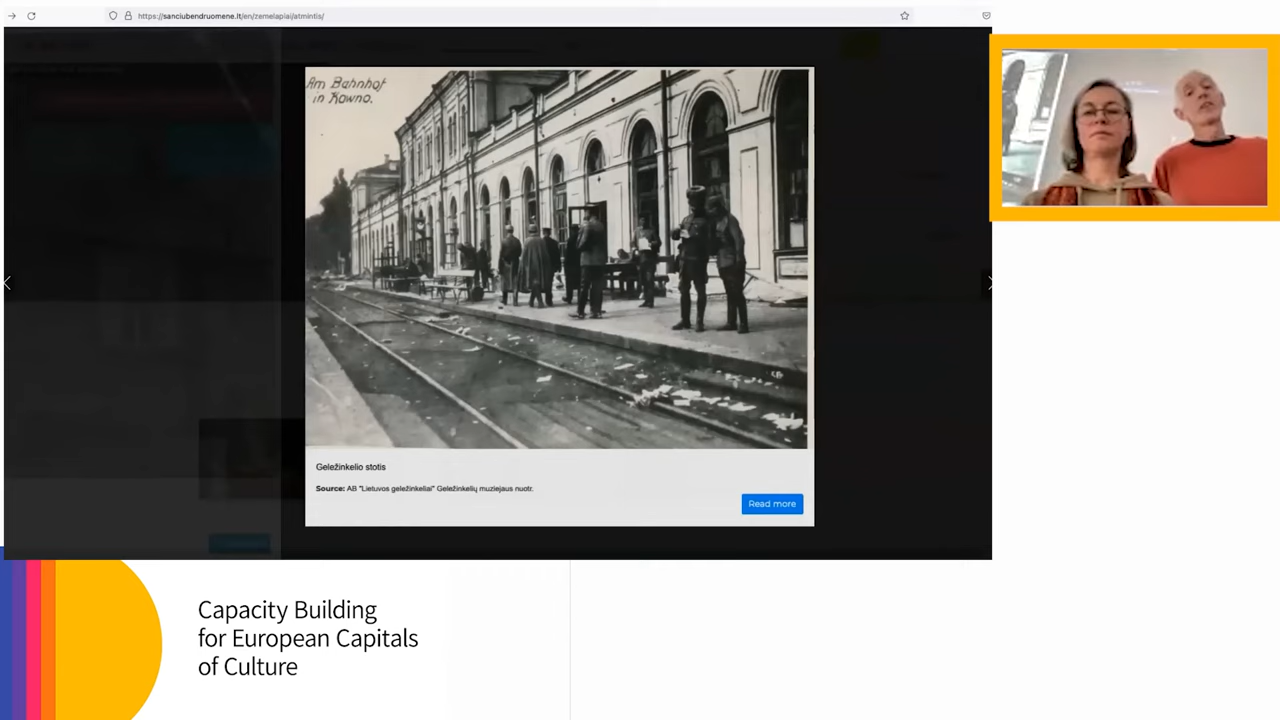 https://sanciubendruomene.lt/en/zemelapiai/atmintis/
Am Bahnhof
in Kowno.
Geležinkelio stotis
Source: AB "Lietuvos geležinkeliai" Geležinkelių muziejaus nuotr.
Read more
Capacity Building
for European Capitals
of Culture